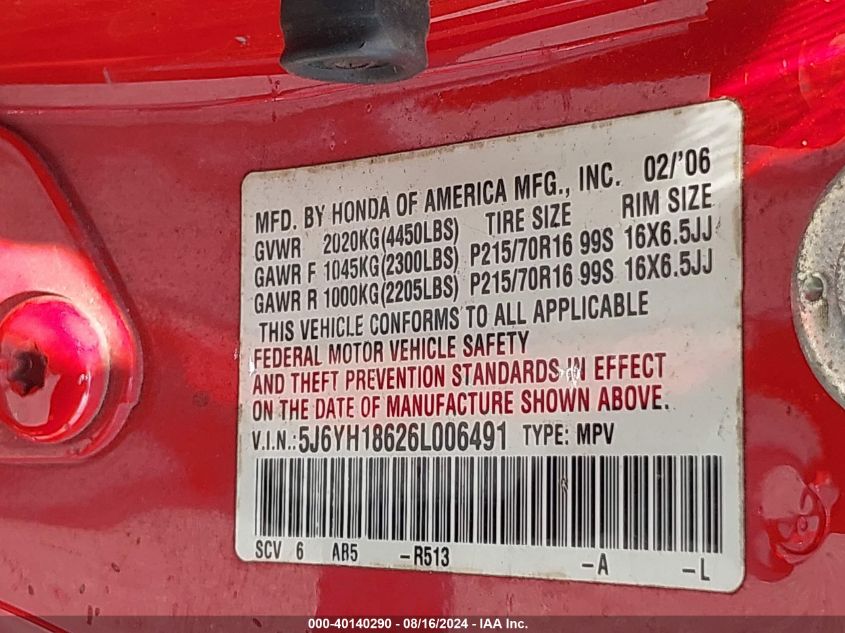 MFD. BY HONDA OF AMERICA MFG., INC. 02/'06
GVWR 2020KG(4450LBS) TIRE SIZE RIM SIZE
GAWR F 1045KG(2300LBS) P215/70R16 99S 16X6.5JJ
GAWR R 1000KG(2205LBS) P215/70R16 99S 16X6.5JJ
THIS VEHICLE CONFORMS TO ALL APPLICABLE
FEDERAL MOTOR VEHICLE SAFETY
AND THEFT PREVENTION STANDARDS IN EFFECT
ON THE DATE OF MANUFACTURE SHOWN ABOVE.
V.I.N.:5J6YH18626L006491 TYPE: MPV
SCV 6 AR5 -R513 -A -L
000-40140290 - 08/16/2024 - IAA Inc.